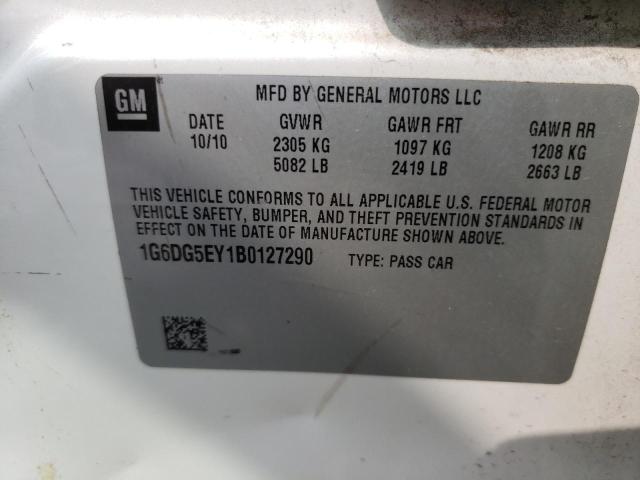 GM
MFD BY GENERAL MOTORS LLC
DATE GVWR GAWR FRT GAWR RR
10/10 2305 KG 1097 KG 1208 KG
5082 LB 2419 LB 2663 LB
THIS VEHICLE CONFORMS TO ALL APPLICABLE U.S. FEDERAL MOTOR
VEHICLE SAFETY, BUMPER, AND THEFT PREVENTION STANDARDS IN
EFFECT ON THE DATE OF MANUFACTURE SHOWN ABOVE.
1G6DG5EY1B0127290 TYPE: PASS CAR